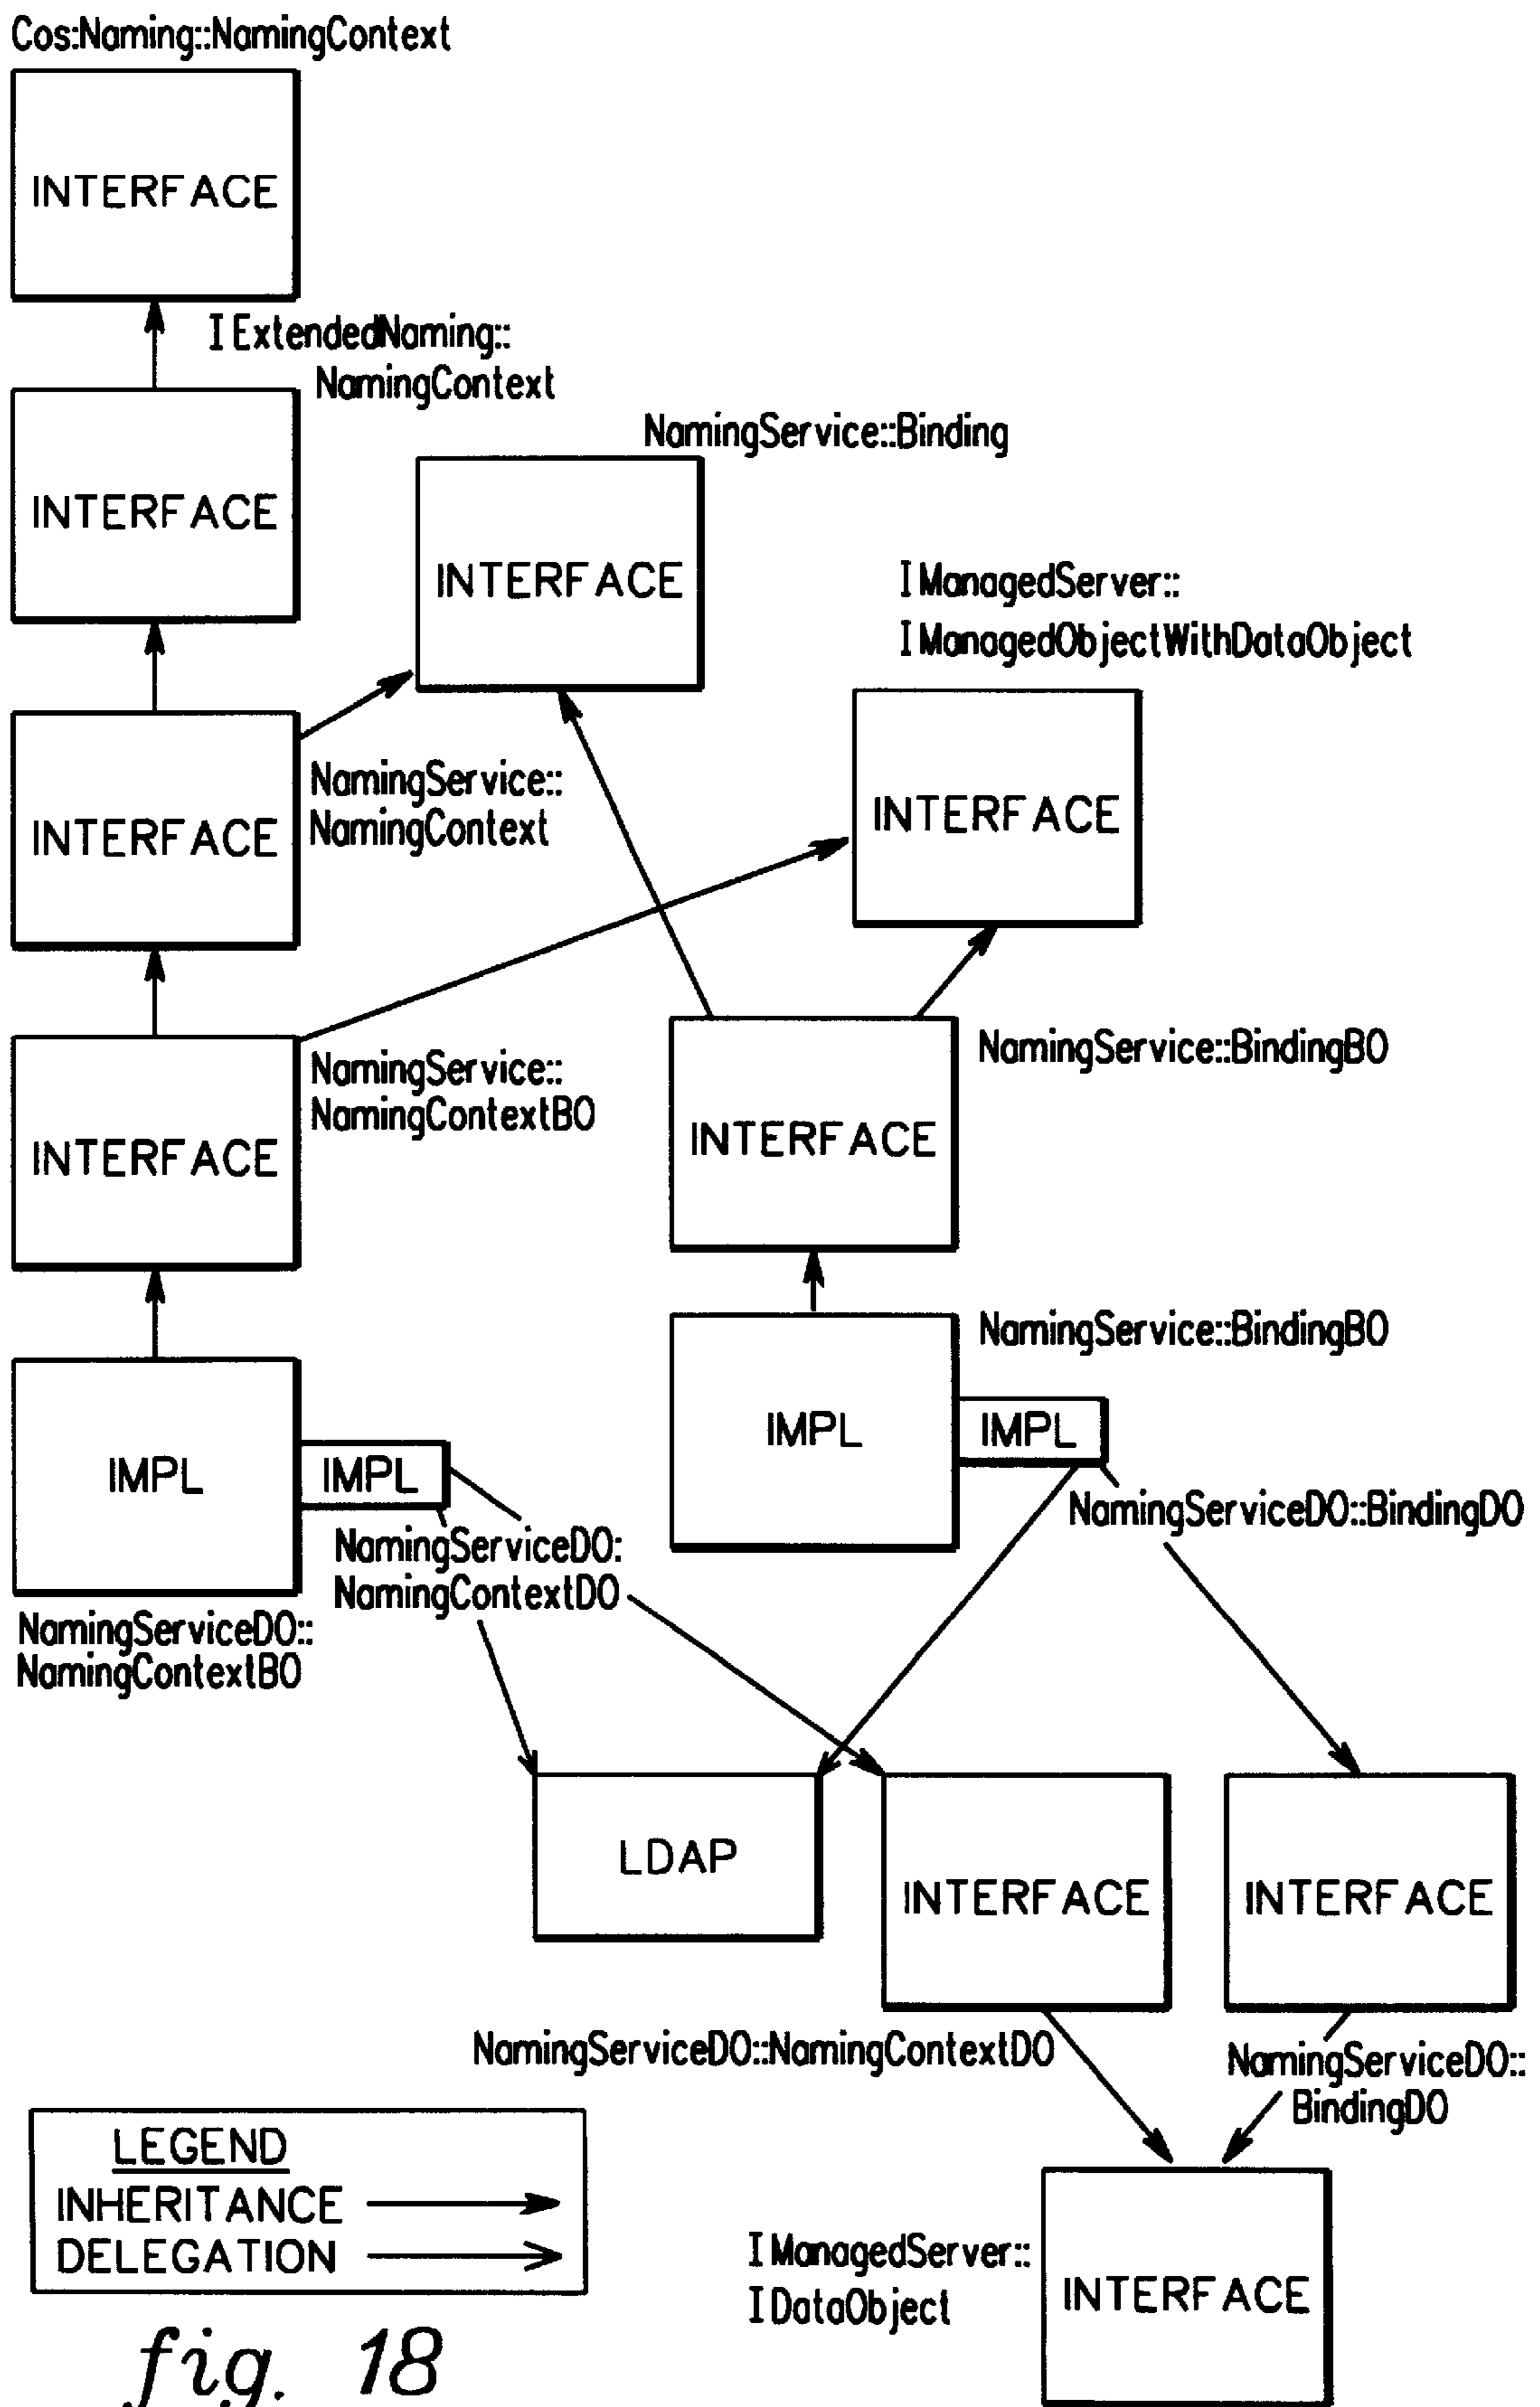 Cos:Naming::NamingContext
INTERFACE
I ExtendedNaming::
NamingContext
INTERFACE
NamingService::Binding
INTERFACE
I ManagedServer::
I ManagedObjectWithDataObject
INTERFACE
NamingService::
NamingContext
INTERFACE
NamingService::
NamingContextBO
INTERFACE
NamingService::BindingBO
INTERFACE
NamingService::BindingBO
IMPL
IMPL
IMPL
IMPL
NamingServiceDO::BindingDO
NamingServiceDO:
NamingContextDO
NamingServiceDO::
NamingContextBO
LDAP
INTERFACE
INTERFACE
NamingServiceDO::NamingContextDO
NamingServiceDO::
BindingDO
LEGEND
INHERITANCE
DELEGATION
I ManagedServer::
I DataObject
INTERFACE
fig. 18